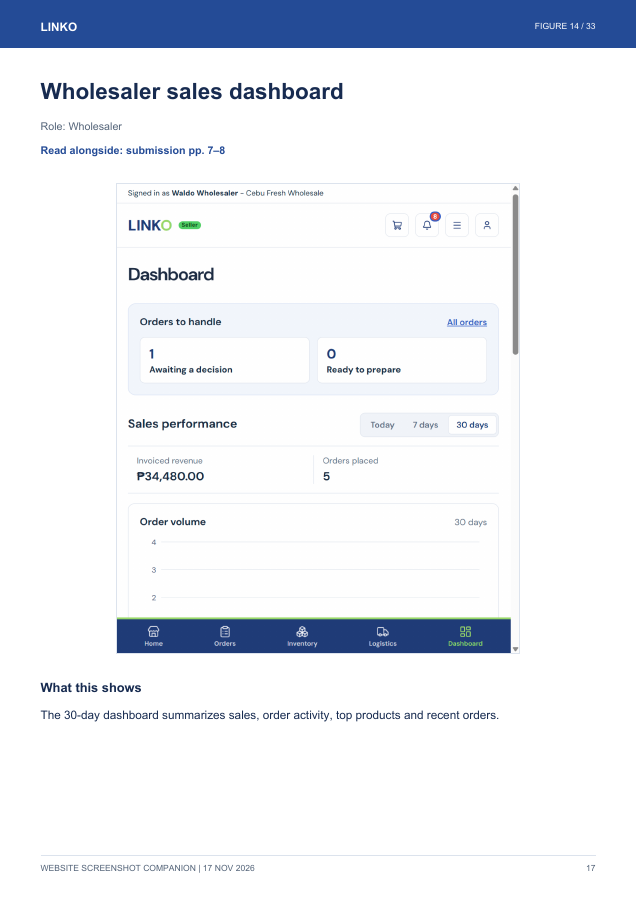 LINKO
FIGURE 14 / 33
Wholesaler sales dashboard
Role: Wholesaler
Read alongside: submission pp. 7–8
Signed in as Waldo Wholesaler – Cebu Fresh Wholesale
LINKO Seller
8
Dashboard
Orders to handle
All orders
1
Awaiting a decision
0
Ready to prepare
Sales performance
Today 7 days 30 days
Invoiced revenue
₱34,480.00
Orders placed
5
Order volume
30 days
4
3
2
Home Orders Inventory Logistics Dashboard
What this shows
The 30-day dashboard summarizes sales, order activity, top products and recent orders.
WEBSITE SCREENSHOT COMPANION | 17 NOV 2026
17